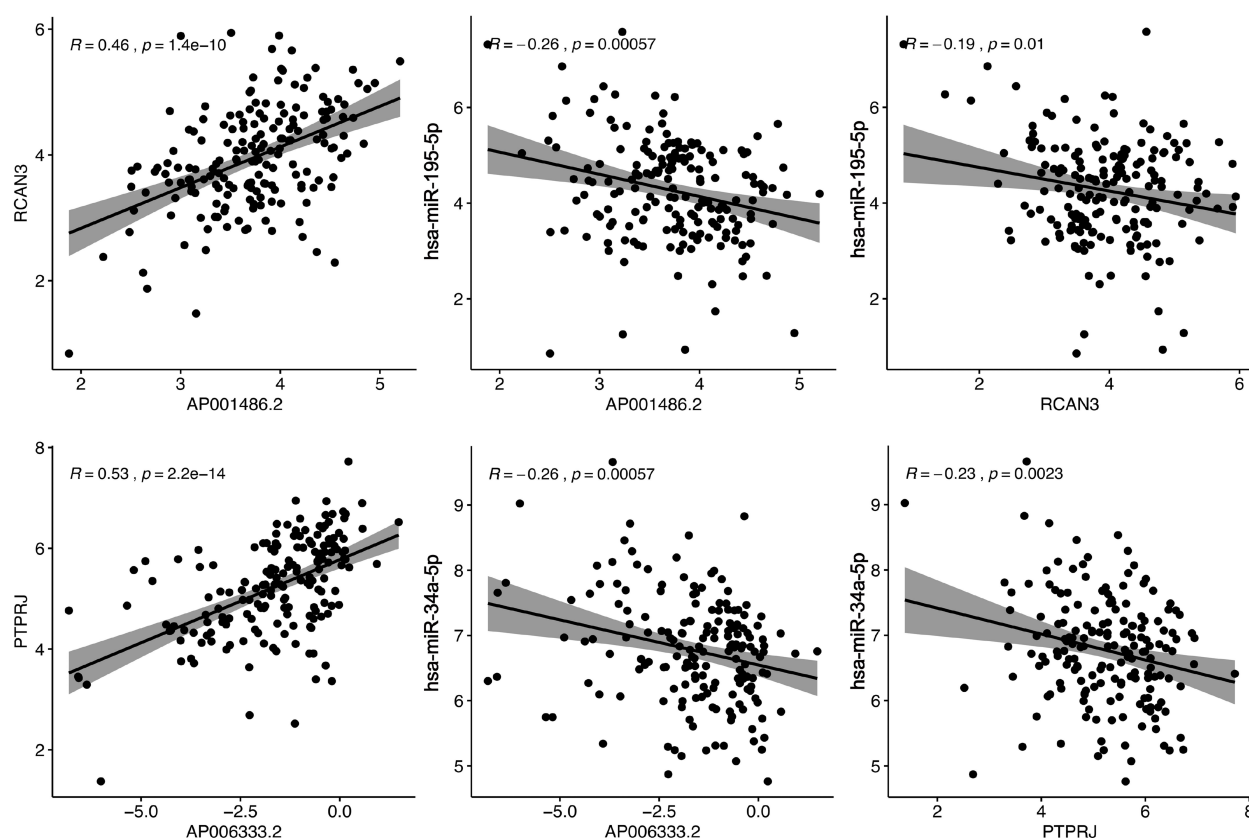 R = 0.46 , p = 1.4e−10
6
4
2
RCAN3
2 3 4 5
AP001486.2
R = −0.26 , p = 0.00057
6
4
2
hsa-miR-195-5p
2 3 4 5
AP001486.2
R = −0.19 , p = 0.01
6
4
2
hsa-miR-195-5p
2 4 6
RCAN3
R = 0.53 , p = 2.2e−14
8
6
4
2
PTPRJ
−5.0 −2.5 0.0
AP006333.2
R = −0.26 , p = 0.00057
9
8
7
6
5
hsa-miR-34a-5p
−5.0 −2.5 0.0
AP006333.2
R = −0.23 , p = 0.0023
9
8
7
6
5
hsa-miR-34a-5p
2 4 6 8
PTPRJ